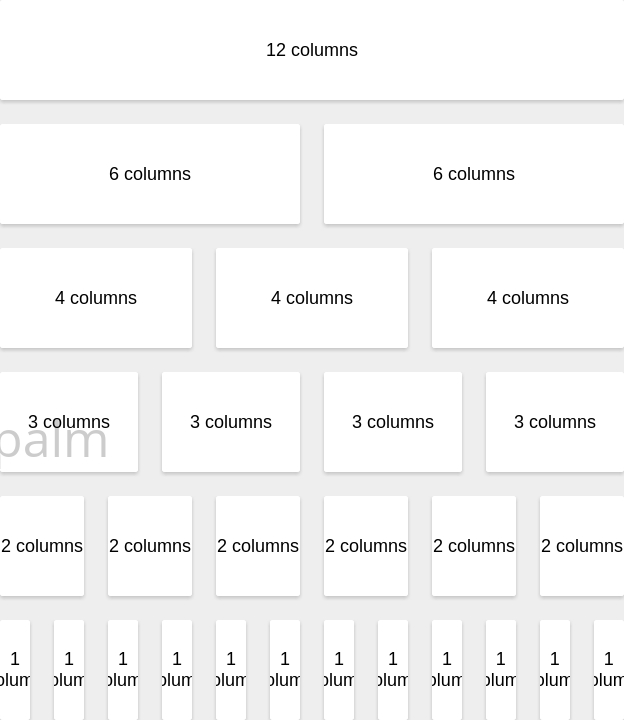 12 columns
6 columns 6 columns
4 columns 4 columns 4 columns
3 columns 3 columns 3 columns 3 columns
palm
2 columns 2 columns 2 columns 2 columns 2 columns 2 columns
1 1 1 1 1 1 1 1 1 1 1 1
olum olum olum olum olum olum olum olum olum olum olum olum